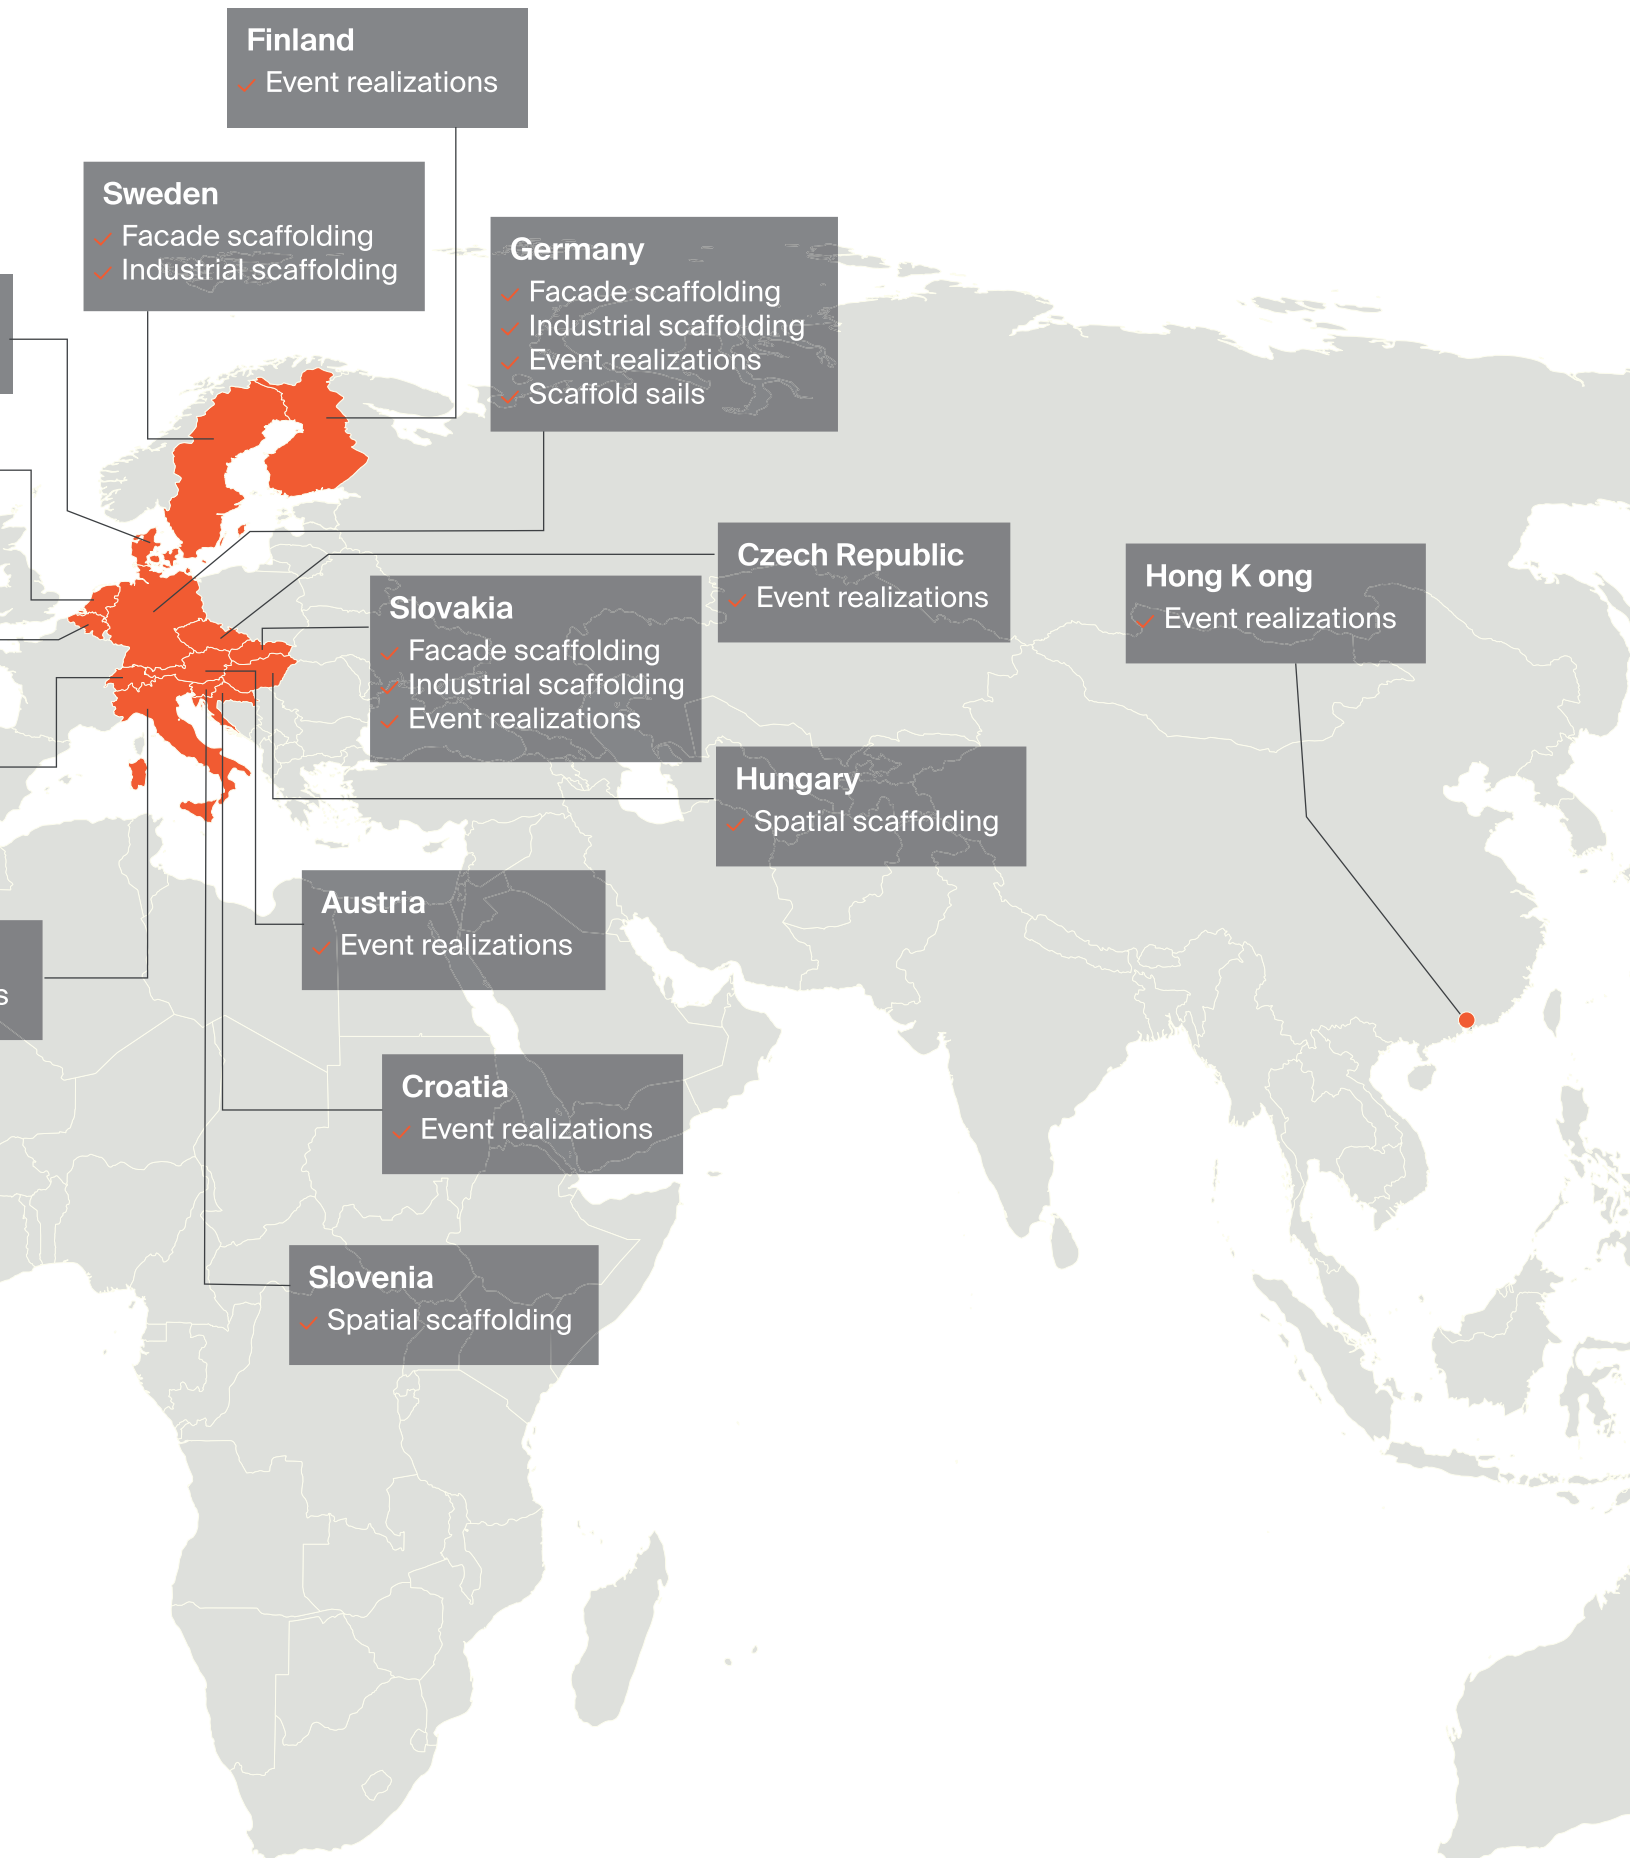 Finland
Event realizations
Sweden
Facade scaffolding
Industrial scaffolding
Germany
Facade scaffolding
Industrial scaffolding
Event realizations
Scaffold sails
Czech Republic
Event realizations
Hong K ong
Event realizations
Slovakia
Facade scaffolding
Industrial scaffolding
Event realizations
Hungary
Spatial scaffolding
Austria
Event realizations
s
Croatia
Event realizations
Slovenia
Spatial scaffolding